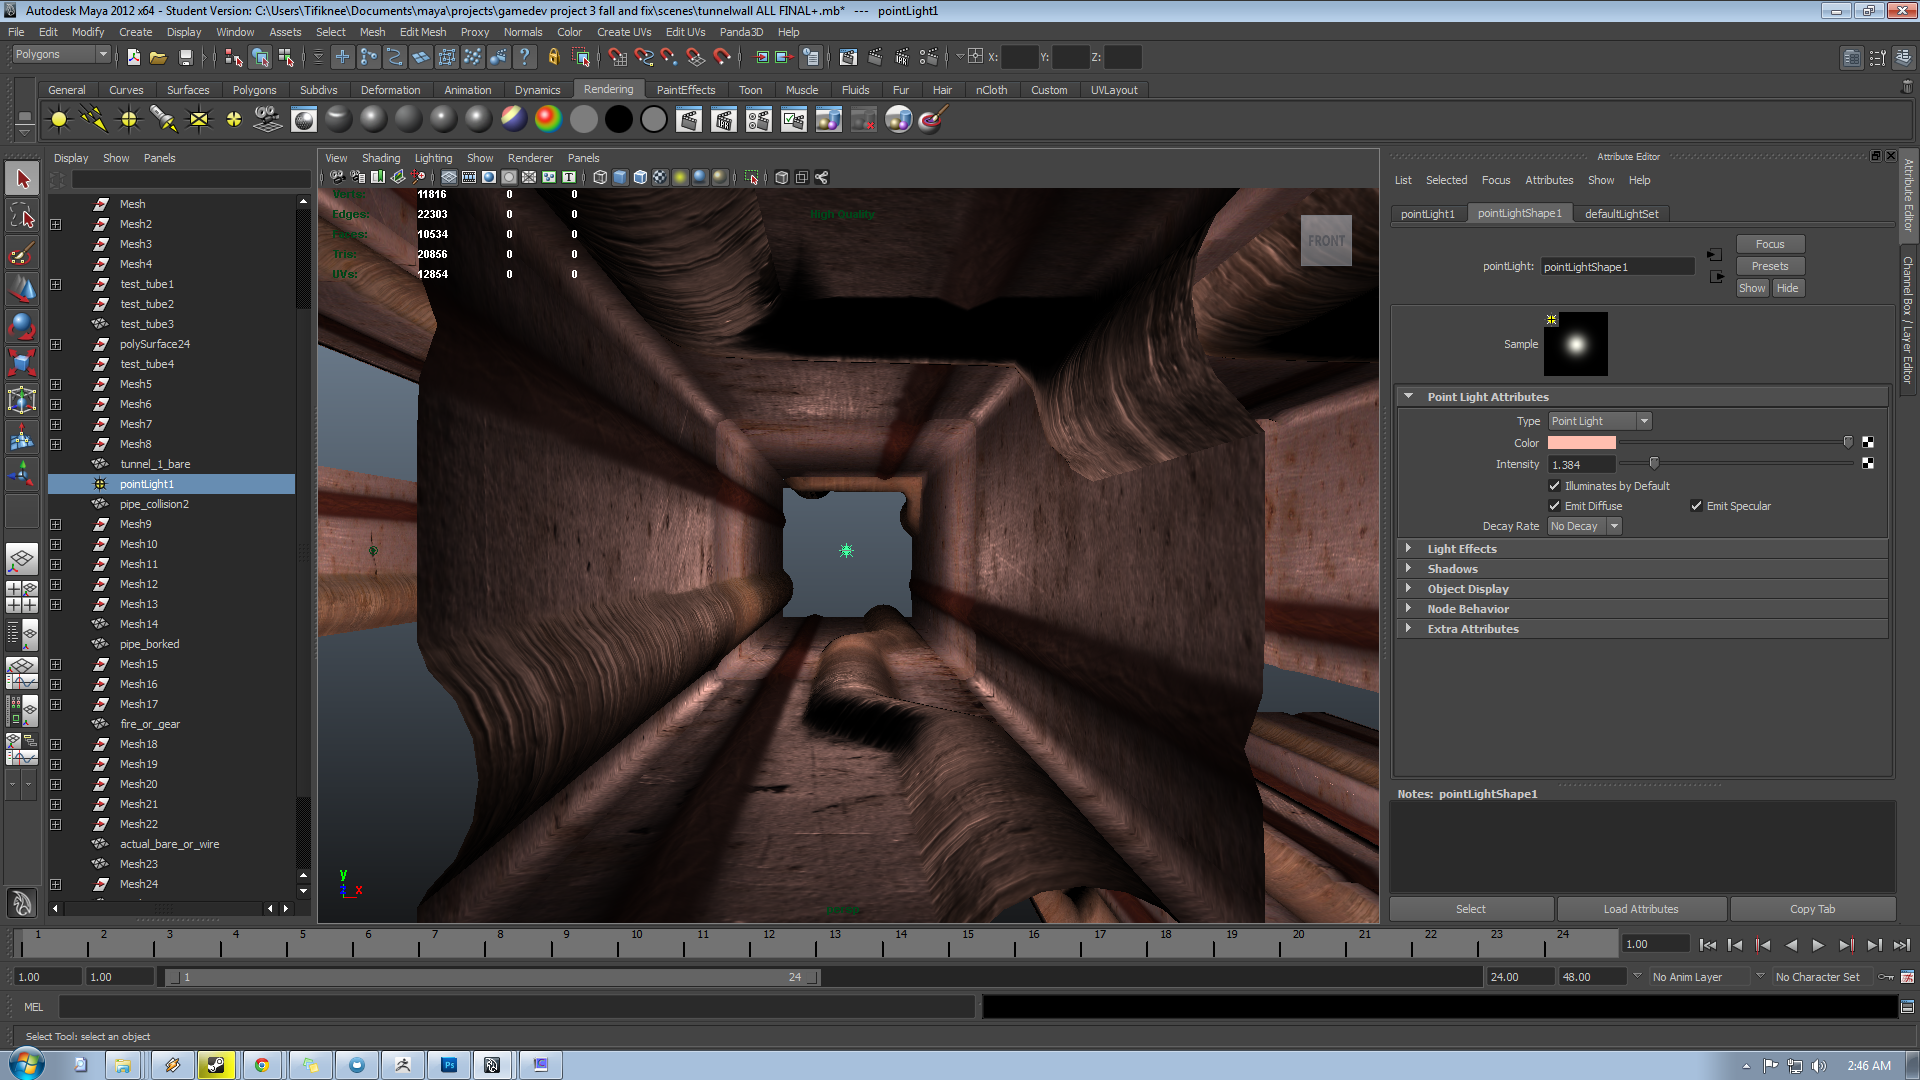 Autodesk Maya 2012 x64 - Student Version: C:\Users\Tifiknee\Documents\maya\projects\gamedev project 3 fall and fix\scenes\tunnelwall ALL FINAL+.mb* --- pointLight1
File Edit Modify Create Display Window Assets Select Mesh Edit Mesh Proxy Normals Color Create UVs Edit UVs Panda3D Help
Polygons X: Y: Z:
General Curves Surfaces Polygons Subdivs Deformation Animation Dynamics Rendering PaintEffects Toon Muscle Fluids Fur Hair nCloth Custom UVLayout
Display Show Panels
Mesh
Mesh2
Mesh3
Mesh4
test_tube1
test_tube2
test_tube3
polySurface24
test_tube4
Mesh5
Mesh6
Mesh7
Mesh8
tunnel_1_bare
pointLight1
pipe_collision2
Mesh9
Mesh10
Mesh11
Mesh12
Mesh13
Mesh14
pipe_borked
Mesh15
Mesh16
Mesh17
fire_or_gear
Mesh18
Mesh19
Mesh20
Mesh21
Mesh22
actual_bare_or_wire
Mesh23
Mesh24
View Shading Lighting Show Renderer Panels
Verts: 11816 0 0
Edges: 22303 0 0
Faces: 10534 0 0
Tris: 20856 0 0
UVs: 12854 0 0
High Quality
FRONT
y
z x
persp
Attribute Editor
List Selected Focus Attributes Show Help
pointLight1 pointLightShape1 defaultLightSet
pointLight: pointLightShape1
Focus
Presets
Show Hide
Sample
Point Light Attributes
Type Point Light
Color
Intensity 1.384
Illuminates by Default
Emit Diffuse Emit Specular
Decay Rate No Decay
Light Effects
Shadows
Object Display
Node Behavior
Extra Attributes
Notes: pointLightShape1
Select Load Attributes Copy Tab
Attribute Editor
Channel Box / Layer Editor
1 2 3 4 5 6 7 8 9 10 11 12 13 14 15 16 17 18 19 20 21 22 23 24 1.00
1.00 1.00 1 24 24.00 48.00 No Anim Layer No Character Set
MEL
Select Tool: select an object
Ps
2:46 AM